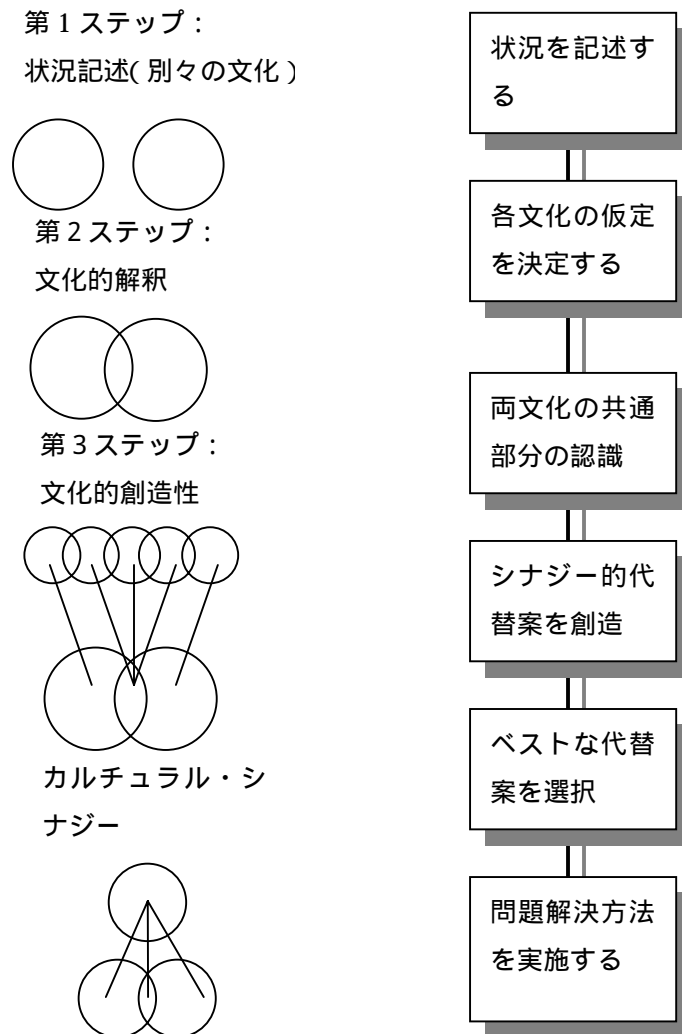 第1ステップ：
状況記述(別々の文化)
第2ステップ：
文化的解釈
第3ステップ：
文化的創造性
カルチュラル・シ
ナジー
状況を記述す
る
各文化の仮定
を決定する
両文化の共通
部分の認識
シナジー的代
替案を創造
ベストな代替
案を選択
問題解決方法
を実施する